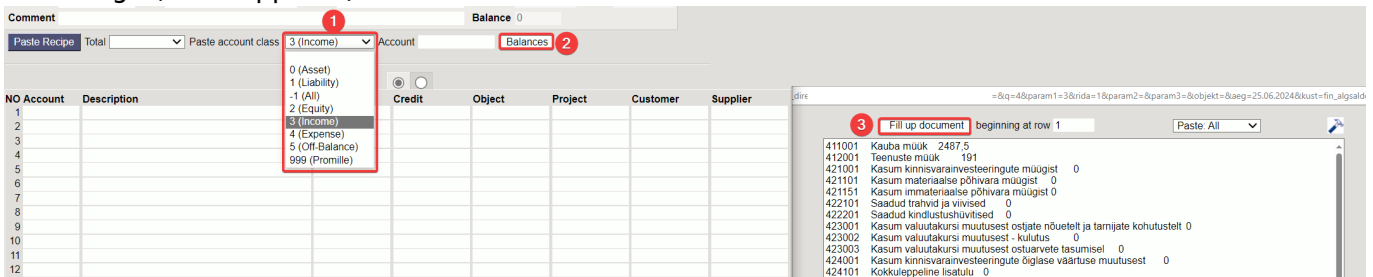 Comment Balance 0
1
Paste Recipe Total Paste account class 3 (Income) Account Balances 2
0 (Asset)
1 (Liability)
-1 (All)
2 (Equity)
3 (Income)
4 (Expense)
5 (Off-Balance)
999 (Promille)
NO Account Description Credit Object Project Customer Supplier
1
2
3
4
5
6
7
8
9
10
11
12
=&q=4&param1=3&rida=1&param2=&param3=&objekt=&aeg=25.06.2024&kust=fin_algsald
3 Fill up document beginning at row 1 Paste: All
411001 Kauba müük 2487,5
412001 Teenuste müük 191
421001 Kasum kinnisvarainvesteeringute müügist 0
421101 Kasum materiaalse põhivara müügist 0
421151 Kasum immateriaalse põhivara müügist 0
422101 Saadud trahvid ja viivised 0
422201 Saadud kindlustushüvitised 0
423001 Kasum valuutakursi muutusest ostjate nõuetelt ja tarnijate kohutustelt 0
423002 Kasum valuutakursi muutusest - kulutus 0
423003 Kasum valuutakursi muutusest ostuarvete tasumisel 0
424001 Kasum kinnisvarainvesteeringute õiglase väärtuse muutusest 0
424101 Kokkuleppeline lisatulu 0